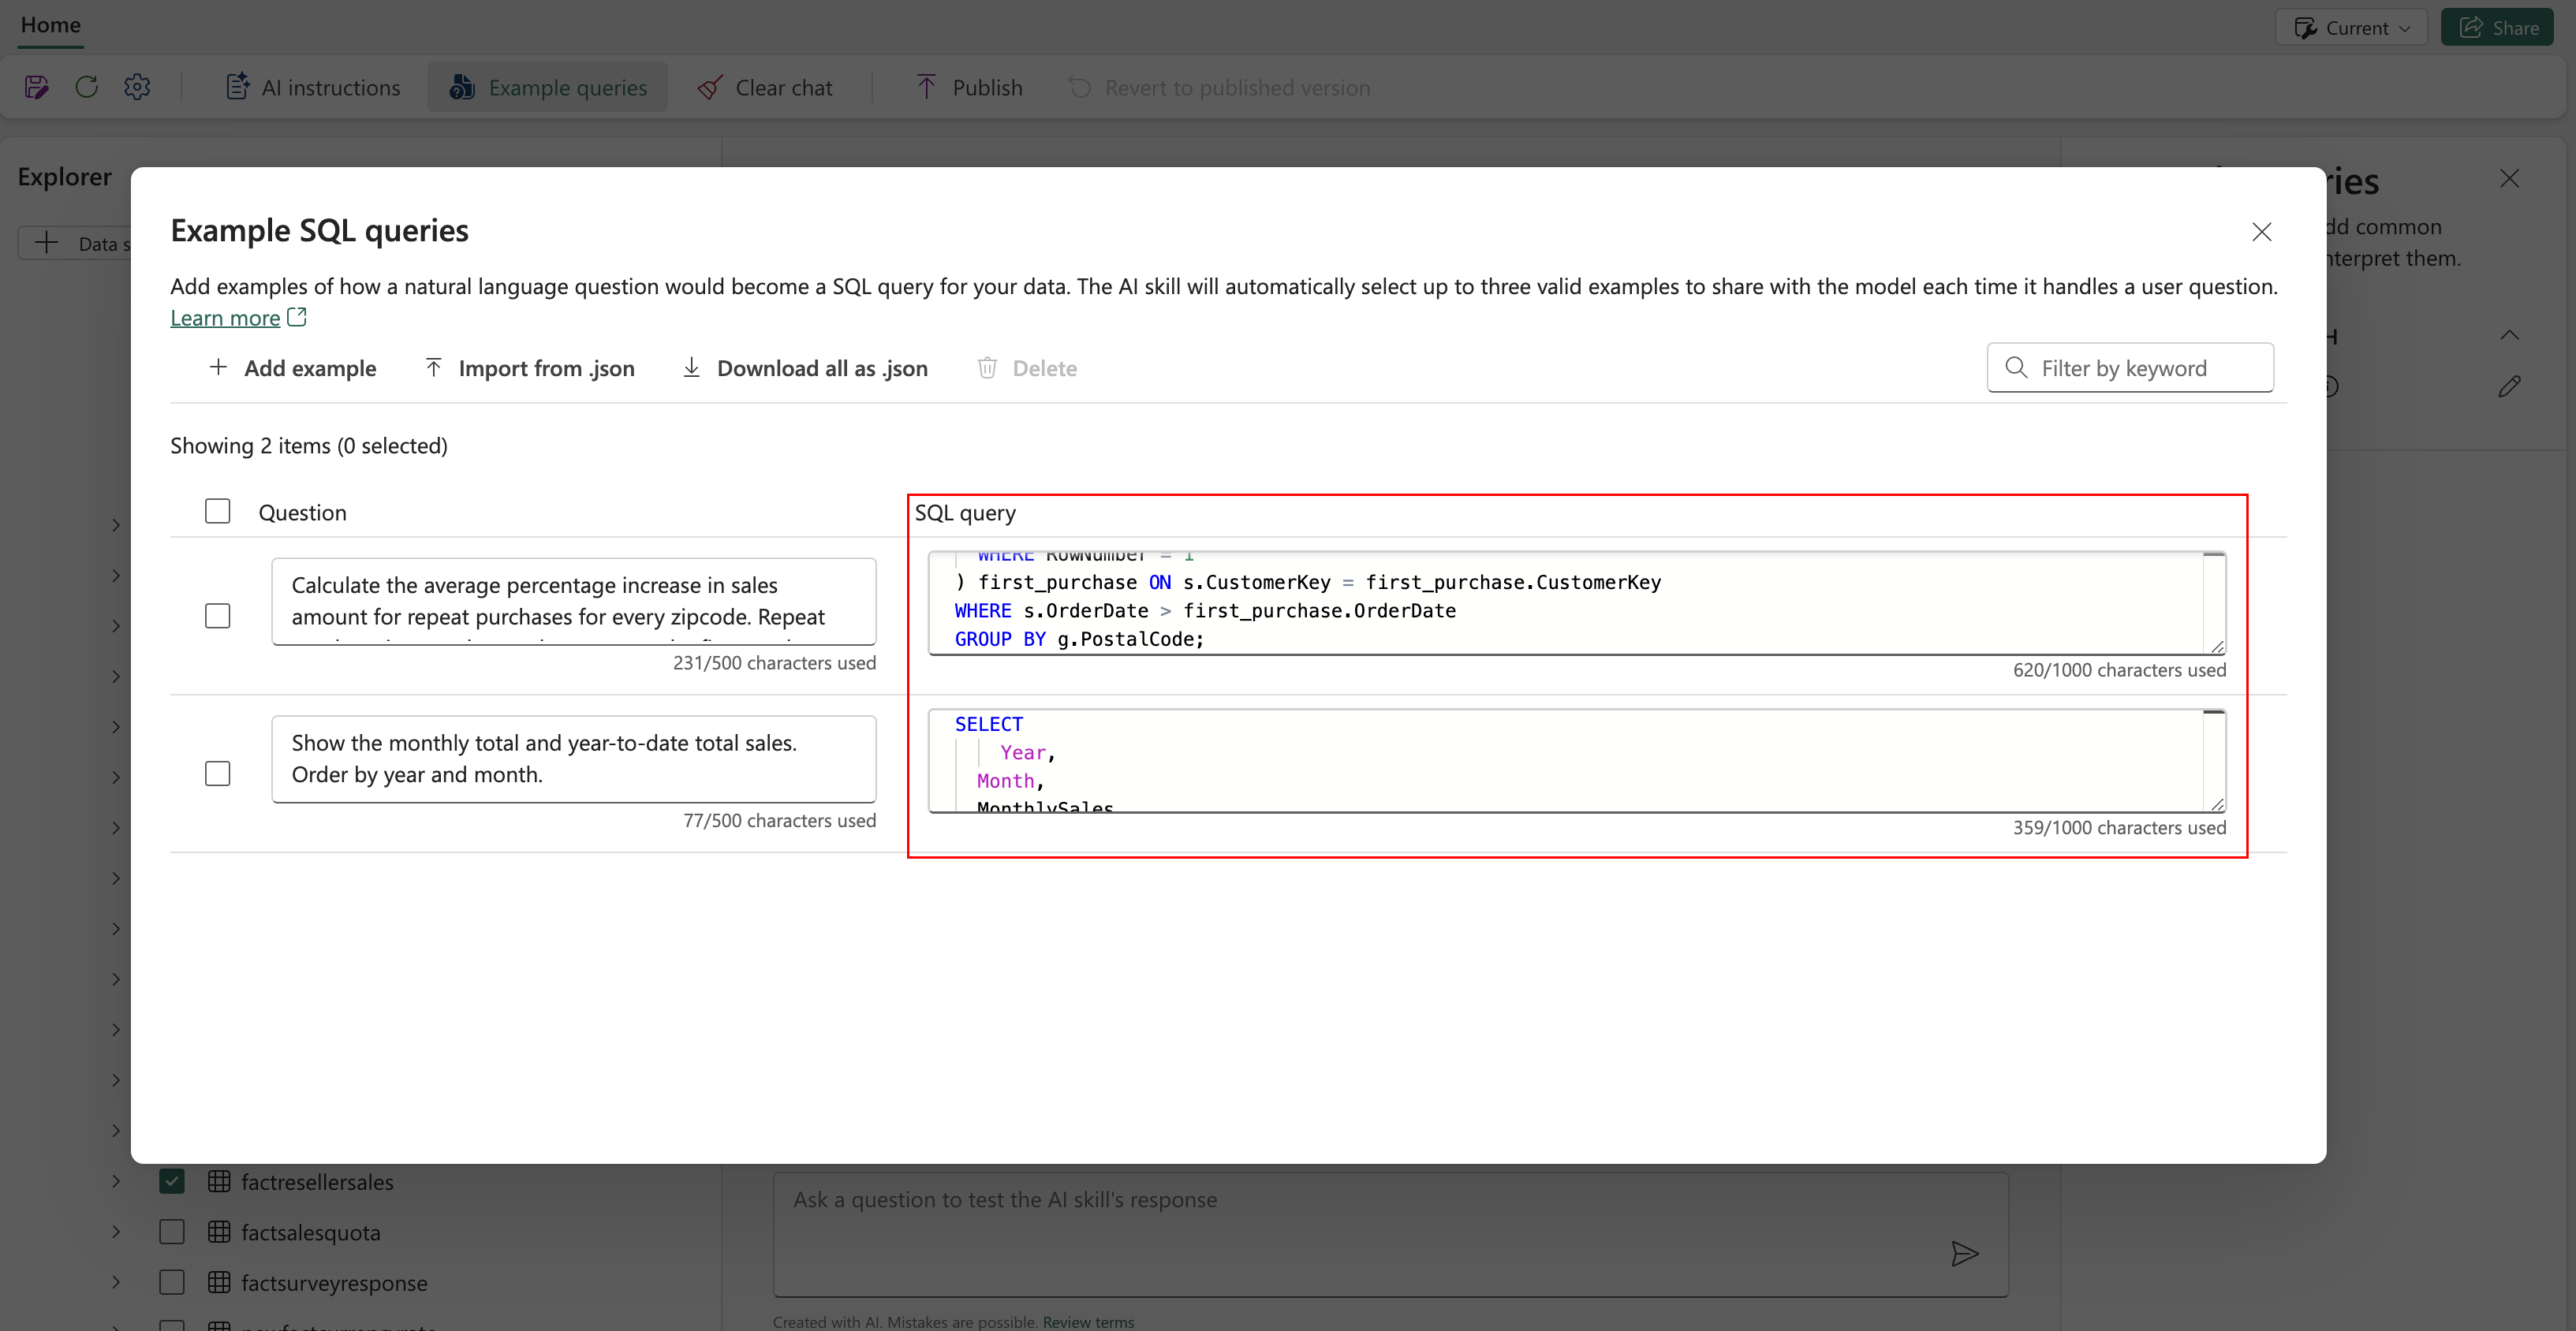 Home
Current
Share
AI instructions
Example queries
Clear chat
Publish
Revert to published version
Explorer
Data s
ries
dd common
nterpret them.
H
Example SQL queries
Add examples of how a natural language question would become a SQL query for your data. The AI skill will automatically select up to three valid examples to share with the model each time it handles a user question.
Learn more
Add example
Import from .json
Download all as .json
Delete
Filter by keyword
Showing 2 items (0 selected)
Question
SQL query
Calculate the average percentage increase in sales
amount for repeat purchases for every zipcode. Repeat
231/500 characters used
WHERE RowNumber = 1
) first_purchase ON s.CustomerKey = first_purchase.CustomerKey
WHERE s.OrderDate > first_purchase.OrderDate
GROUP BY g.PostalCode;
620/1000 characters used
Show the monthly total and year-to-date total sales.
Order by year and month.
77/500 characters used
SELECT
Year,
Month,
MonthlySales
359/1000 characters used
factresellersales
factsalesquota
factsurveyresponse
Ask a question to test the AI skill's response
Created with AI. Mistakes are possible. Review terms